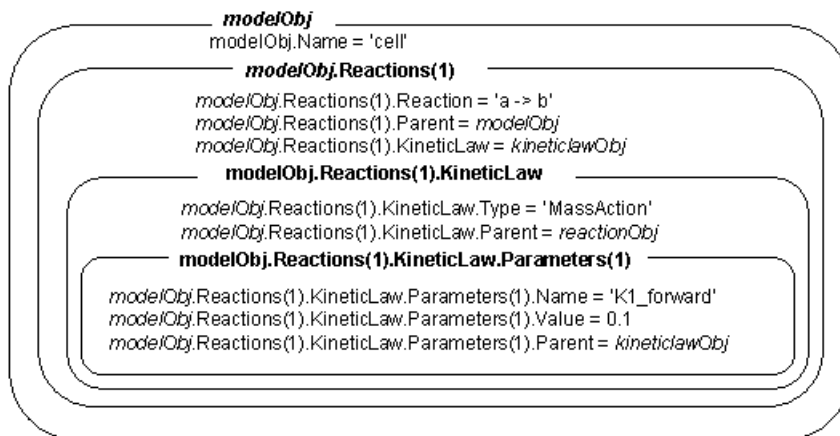 modelObj
modelObj.Name = 'cell'
modelObj.Reactions(1)
modelObj.Reactions(1).Reaction = 'a -> b'
modelObj.Reactions(1).Parent = modelObj
modelObj.Reactions(1).KineticLaw = kineticlawObj
modelObj.Reactions(1).KineticLaw
modelObj.Reactions(1).KineticLaw.Type = 'MassAction'
modelObj.Reactions(1).KineticLaw.Parent = reactionObj
modelObj.Reactions(1).KineticLaw.Parameters(1)
modelObj.Reactions(1).KineticLaw.Parameters(1).Name = 'K1_forward'
modelObj.Reactions(1).KineticLaw.Parameters(1).Value = 0.1
modelObj.Reactions(1).KineticLaw.Parameters(1).Parent = kineticlawObj